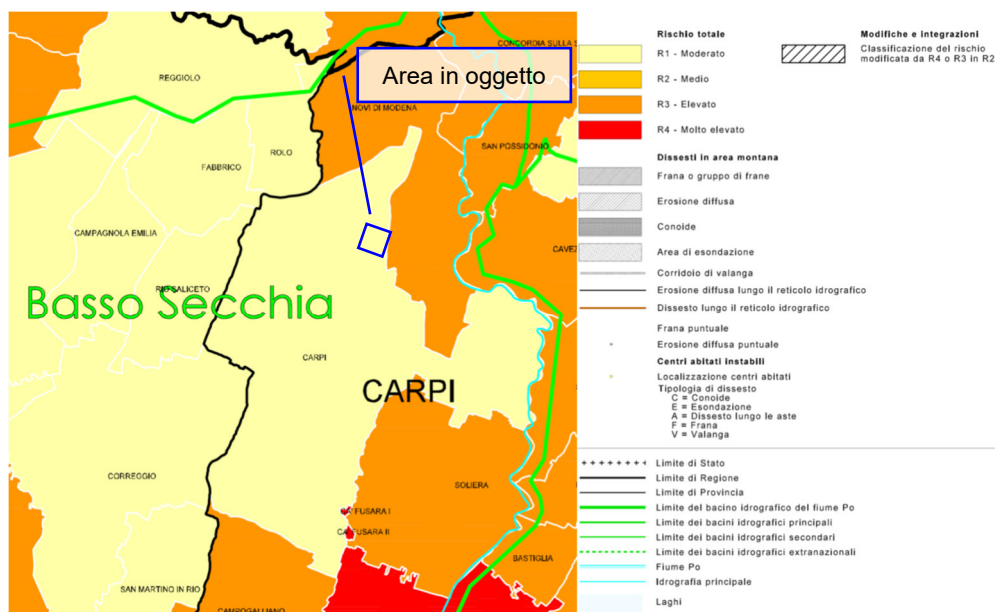 REGGIOLO
CONCORDIA SULLA S
Area in oggetto
NOVI DI MODENA
ROLO
FABBRICO
SAN POSSIDONIO
CAMPAGNOLA EMILIA
CAVEZ
RIO SALICETO
Basso Secchia
CARPI
CARPI
CORREGGIO
SOLIERA
CA' FUSARA I
CA' FUSARA II
BASTIGLIA
SAN MARTINO IN RIO
CAMPOGALLIANO
Rischio totale
R1 - Moderato
R2 - Medio
R3 - Elevato
R4 - Molto elevato
Dissesti in area montana
Frana o gruppo di frane
Erosione diffusa
Conoide
Area di esondazione
Corridoio di valanga
Erosione diffusa lungo il reticolo idrografico
Dissesto lungo il reticolo idrografico
Frana puntuale
Erosione diffusa puntuale
Centri abitati instabili
Localizzazione centri abitati
Tipologia di dissesto
C = Conoide
E = Esondazione
A = Dissesto lungo le aste
F = Frana
V = Valanga
Limite di Stato
Limite di Regione
Limite di Provincia
Limite del bacino idrografico del fiume Po
Limite dei bacini idrografici principali
Limite dei bacini idrografici secondari
Limite dei bacini idrografici extranazionali
Fiume Po
Idrografia principale
Laghi
Modifiche e integrazioni
Classificazione del rischio
modificata da R4 o R3 in R2